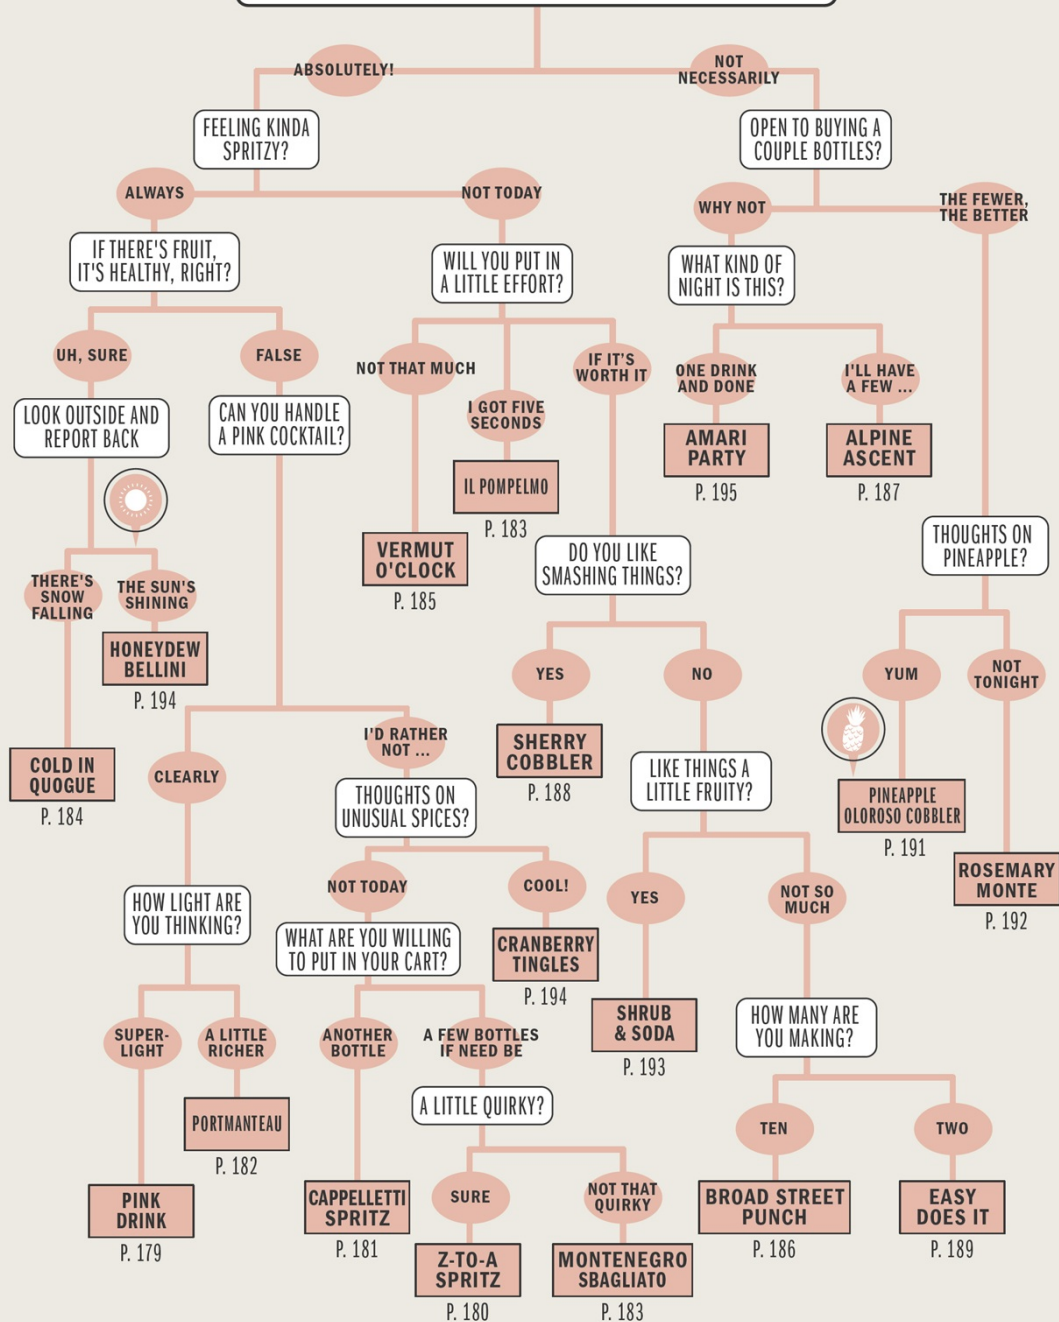 ABSOLUTELY!
NOT
NECESSARILY
FEELING KINDA
SPRITZY?
OPEN TO BUYING A
COUPLE BOTTLES?
ALWAYS
NOT TODAY
WHY NOT
THE FEWER,
THE BETTER
IF THERE'S FRUIT,
IT'S HEALTHY, RIGHT?
WILL YOU PUT IN
A LITTLE EFFORT?
WHAT KIND OF
NIGHT IS THIS?
UH, SURE
FALSE
NOT THAT MUCH
I GOT FIVE
SECONDS
IF IT'S
WORTH IT
ONE DRINK
AND DONE
I'LL HAVE
A FEW ...
LOOK OUTSIDE AND
REPORT BACK
CAN YOU HANDLE
A PINK COCKTAIL?
AMARI
PARTY
P. 195
ALPINE
ASCENT
P. 187
IL POMPELMO
P. 183
VERMUT
O'CLOCK
P. 185
DO YOU LIKE
SMASHING THINGS?
THOUGHTS ON
PINEAPPLE?
THERE'S
SNOW
FALLING
THE SUN'S
SHINING
HONEYDEW
BELLINI
P. 194
YES
NO
YUM
NOT
TONIGHT
COLD IN
QUOGUE
P. 184
CLEARLY
I'D RATHER
NOT ...
SHERRY
COBBLER
P. 188
LIKE THINGS A
LITTLE FRUITY?
PINEAPPLE
OLOROSO COBBLER
P. 191
THOUGHTS ON
UNUSUAL SPICES?
ROSEMARY
MONTE
P. 192
HOW LIGHT ARE
YOU THINKING?
NOT TODAY
COOL!
YES
NOT SO
MUCH
WHAT ARE YOU WILLING
TO PUT IN YOUR CART?
CRANBERRY
TINGLES
P. 194
SHRUB
& SODA
P. 193
HOW MANY ARE
YOU MAKING?
SUPER-
LIGHT
A LITTLE
RICHER
ANOTHER
BOTTLE
A FEW BOTTLES
IF NEED BE
PORTMANTEAU
P. 182
A LITTLE QUIRKY?
TEN
TWO
PINK
DRINK
P. 179
CAPPELLETTI
SPRITZ
P. 181
SURE
NOT THAT
QUIRKY
BROAD STREET
PUNCH
P. 186
EASY
DOES IT
P. 189
Z-TO-A
SPRITZ
P. 180
MONTENEGRO
SBAGLIATO
P. 183